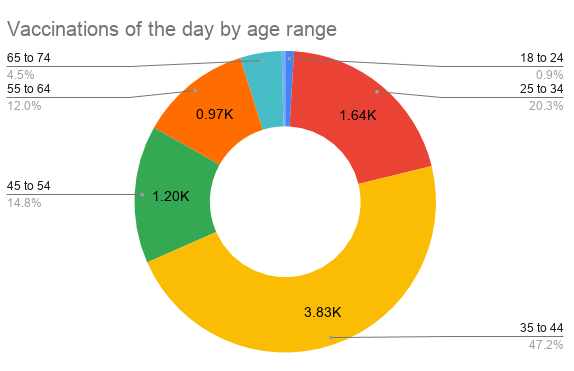 Vaccinations of the day by age range
65 to 74
4.5%
55 to 64
12.0%
45 to 54
14.8%
18 to 24
0.9%
25 to 34
20.3%
35 to 44
47.2%
0.97K
1.64K
1.20K
3.83K